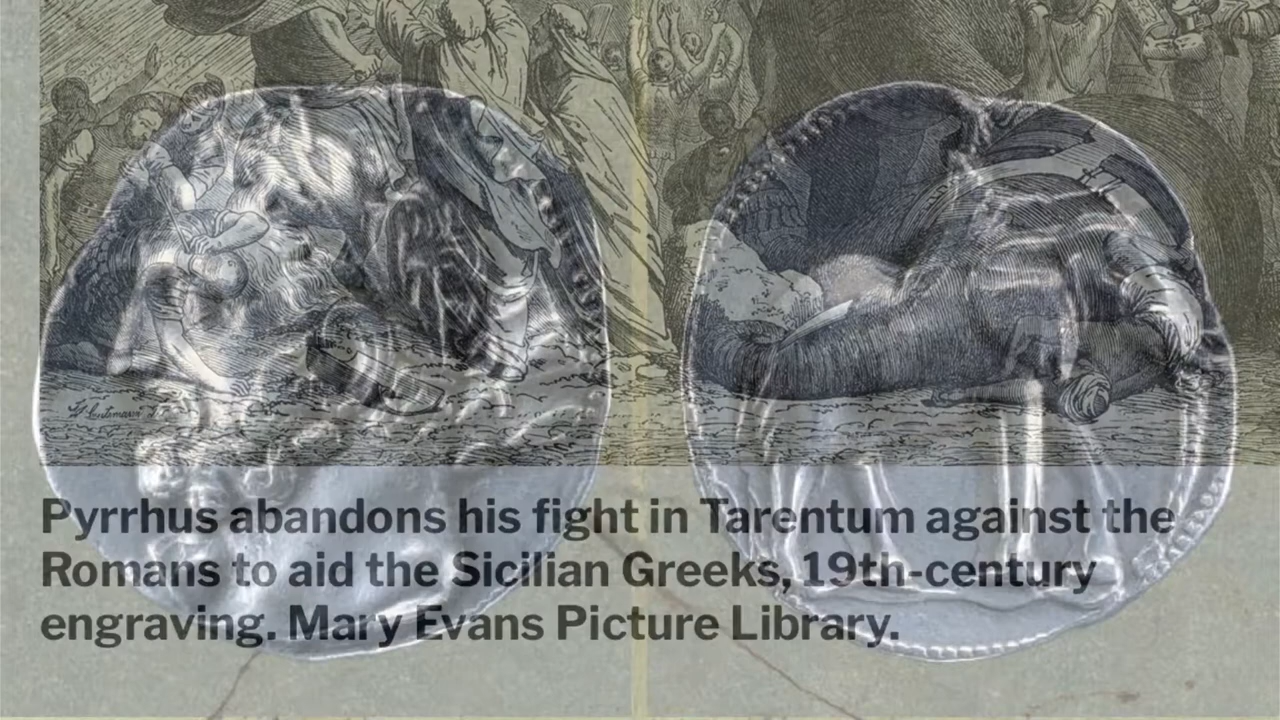 Pyrrhus abandons his fight in Tarentum against the
Romans to aid the Sicilian Greeks, 19th-century
engraving. Mary Evans Picture Library.